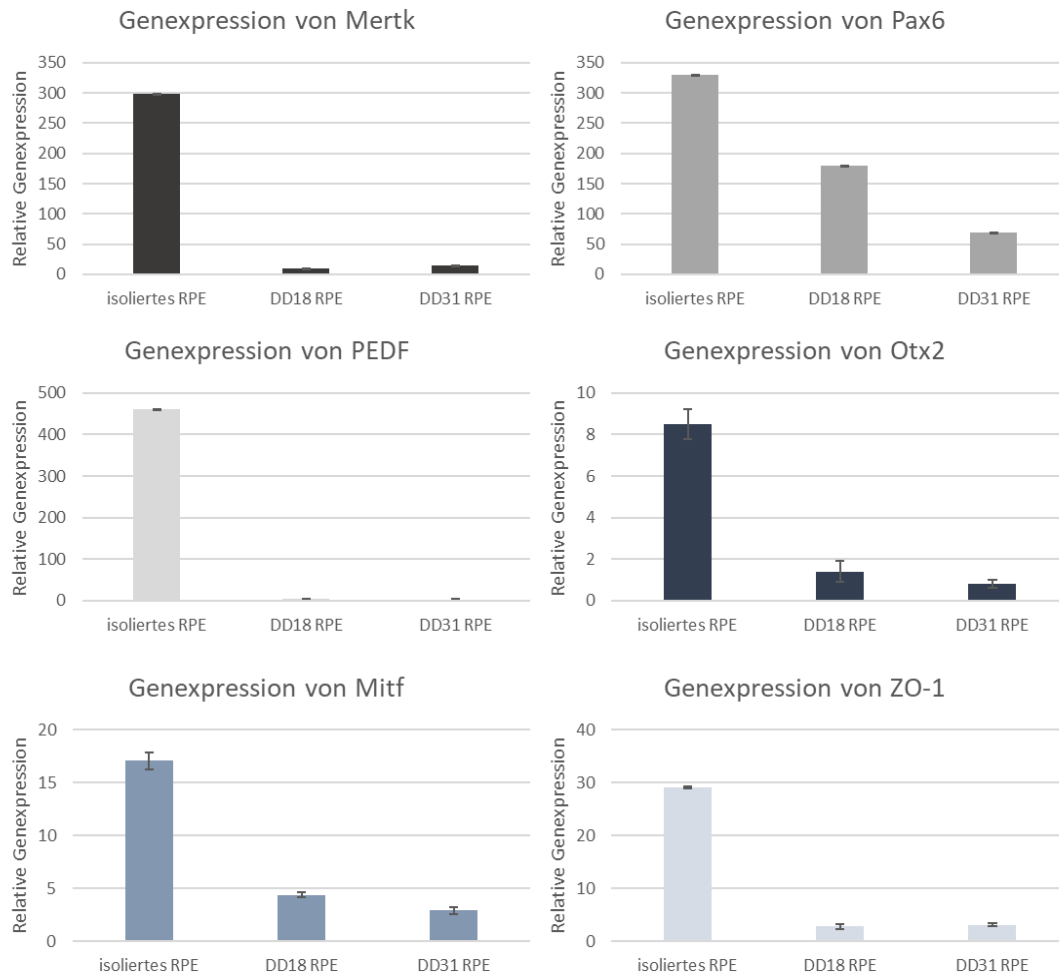 Genexpression von Mertk
Relative Genexpression
350
300
250
200
150
100
50
0
isoliertes RPE DD18 RPE DD31 RPE
Genexpression von Pax6
Relative Genexpression
350
300
250
200
150
100
50
0
isoliertes RPE DD18 RPE DD31 RPE
Genexpression von PEDF
Relative Genexpression
500
400
300
400
100
0
isoliertes RPE DD18 RPE DD31 RPE
Genexpression von Otx2
Relative Genexpression
10
8
6
4
2
0
isoliertes RPE DD18 RPE DD31 RPE
Genexpression von Mitf
Relative Genexpression
20
15
10
5
0
isoliertes RPE DD18 RPE DD31 RPE
Genexpression von ZO-1
Relative Genexpression
40
30
20
10
0
isoliertes RPE DD18 RPE DD31 RPE